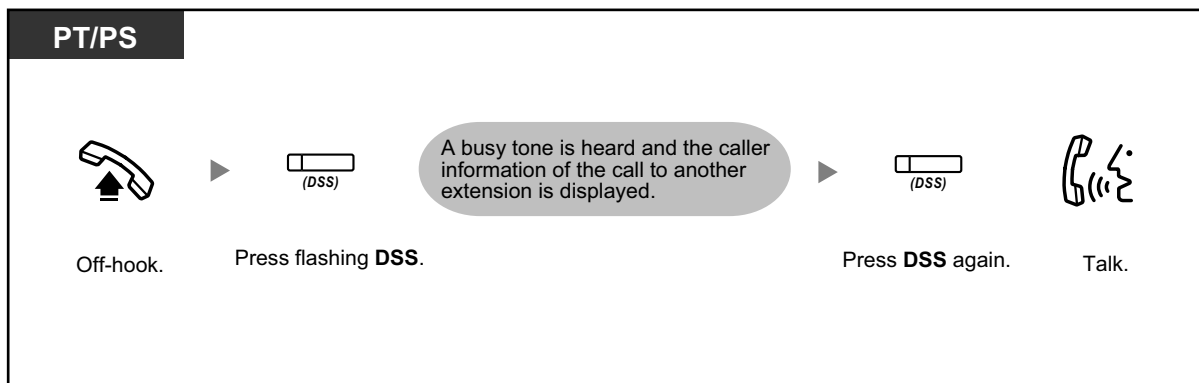 PT/PS
(DSS)
A busy tone is heard and the caller
information of the call to another
extension is displayed.
(DSS)
Off-hook.
Press flashing DSS.
Press DSS again.
Talk.